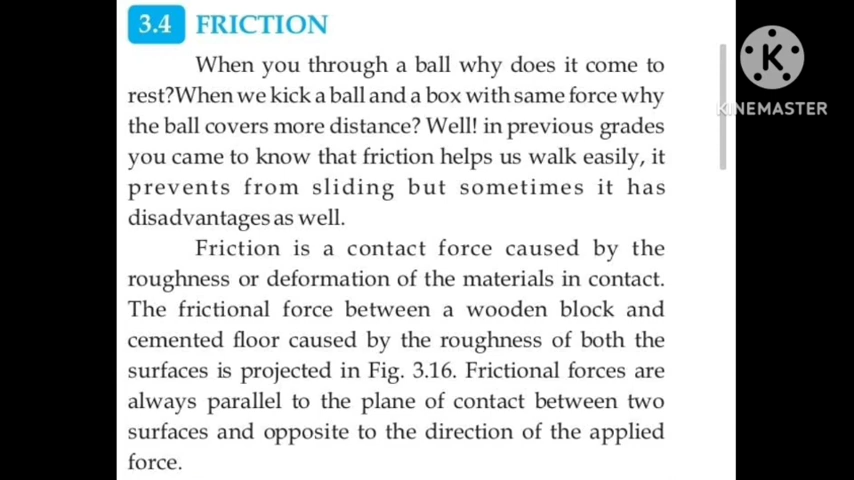 3.4 FRICTION
When you through a ball why does it come to
rest?When we kick a ball and a box with same force why
the ball covers more distance? Well! in previous grades
you came to know that friction helps us walk easily, it
prevents from sliding but sometimes it has
disadvantages as well.
Friction is a contact force caused by the
roughness or deformation of the materials in contact.
The frictional force between a wooden block and
cemented floor caused by the roughness of both the
surfaces is projected in Fig. 3.16. Frictional forces are
always parallel to the plane of contact between two
surfaces and opposite to the direction of the applied
force.
K
KINEMASTER